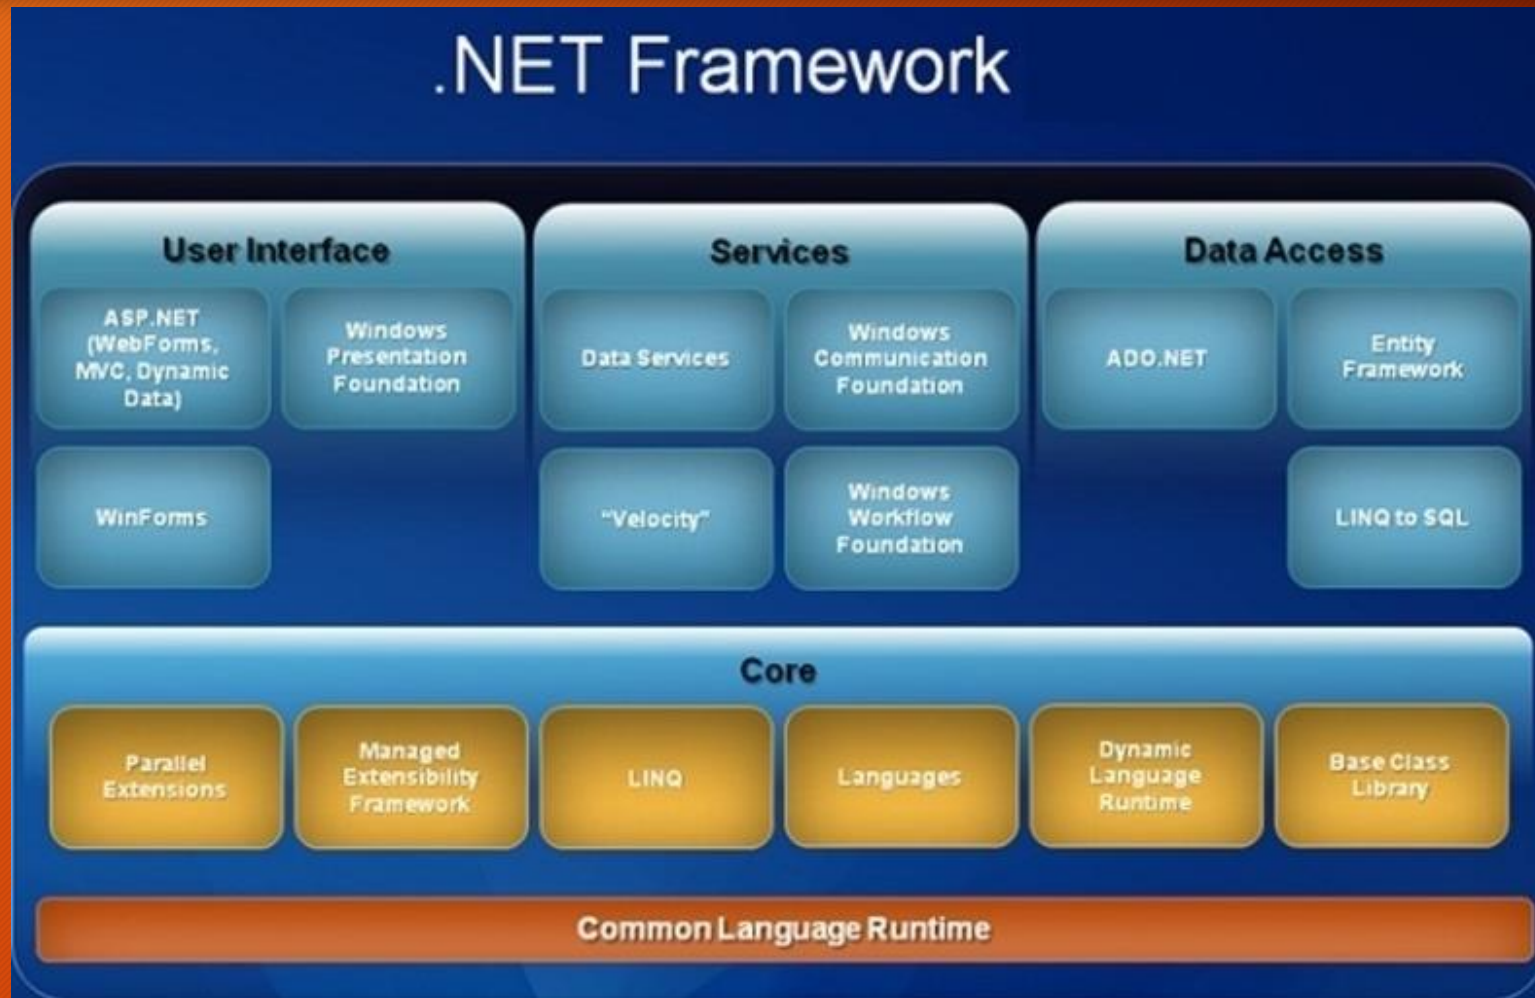 .NET Framework
User Interface
ASP.NET
(WebForms,
MVC, Dynamic
Data)
Windows
Presentation
Foundation
WinForms
Services
Data Services
Windows
Communication
Foundation
"Velocity"
Windows
Workflow
Foundation
Data Access
ADO.NET
Entity
Framework
LINQ to SQL
Core
Parallel
Extensions
Managed
Extensibility
Framework
LINQ
Languages
Dynamic
Language
Runtime
Base Class
Library
Common Language Runtime